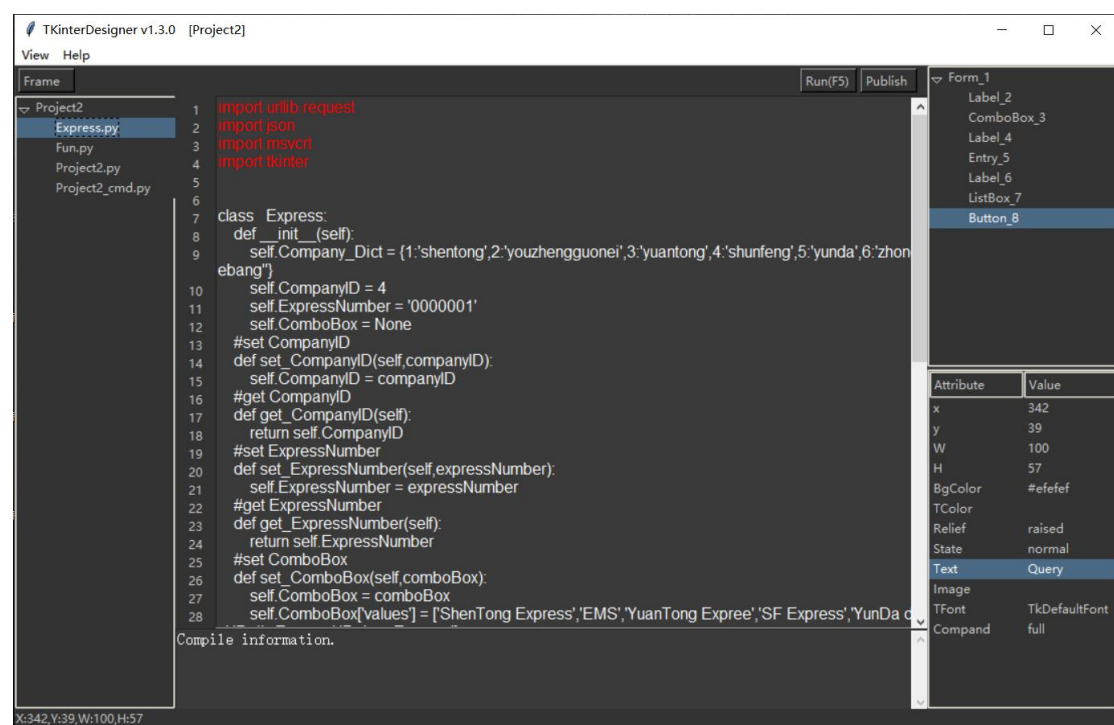 TKinterDesigner v1.3.0 [Project2]
View Help
Frame
Run(F5) Publish
Project2
Express.py
Fun.py
Project2.py
Project2_cmd.py
1 import urllib.request
2 import json
3 import msvcrt
4 import tkinter
5
6
7 class Express:
8 def __init__(self):
9 self.Company_Dict = {1:'shentong',2:'youzhengguonei',3:'yuantong',4:'shunfeng',5:'yunda',6:'zhon
ebang"}
10 self.CompanyID = 4
11 self.ExpressNumber = '0000001'
12 self.ComboBox = None
13 #set CompanyID
14 def set_CompanyID(self,companyID):
15 self.CompanyID = companyID
16 #get CompanyID
17 def get_CompanyID(self):
18 return self.CompanyID
19 #set ExpressNumber
20 def set_ExpressNumber(self,expressNumber):
21 self.ExpressNumber = expressNumber
22 #get ExpressNumber
23 def get_ExpressNumber(self):
24 return self.ExpressNumber
25 #set ComboBox
26 def set_ComboBox(self,comboBox):
27 self.ComboBox = comboBox
28 self.ComboBox['values'] = ['ShenTong Express','EMS','YuanTong Expree','SF Express','YunDa
Compile information.
Form_1
Label_2
ComboBox_3
Label_4
Entry_5
Label_6
ListBox_7
Button_8
Attribute Value
x 342
y 39
W 100
H 57
BgColor #efefef
TColor
Relief raised
State normal
Text Query
Image
TFont TkDefaultFont
Compand full
X:342,Y:39,W:100,H:57